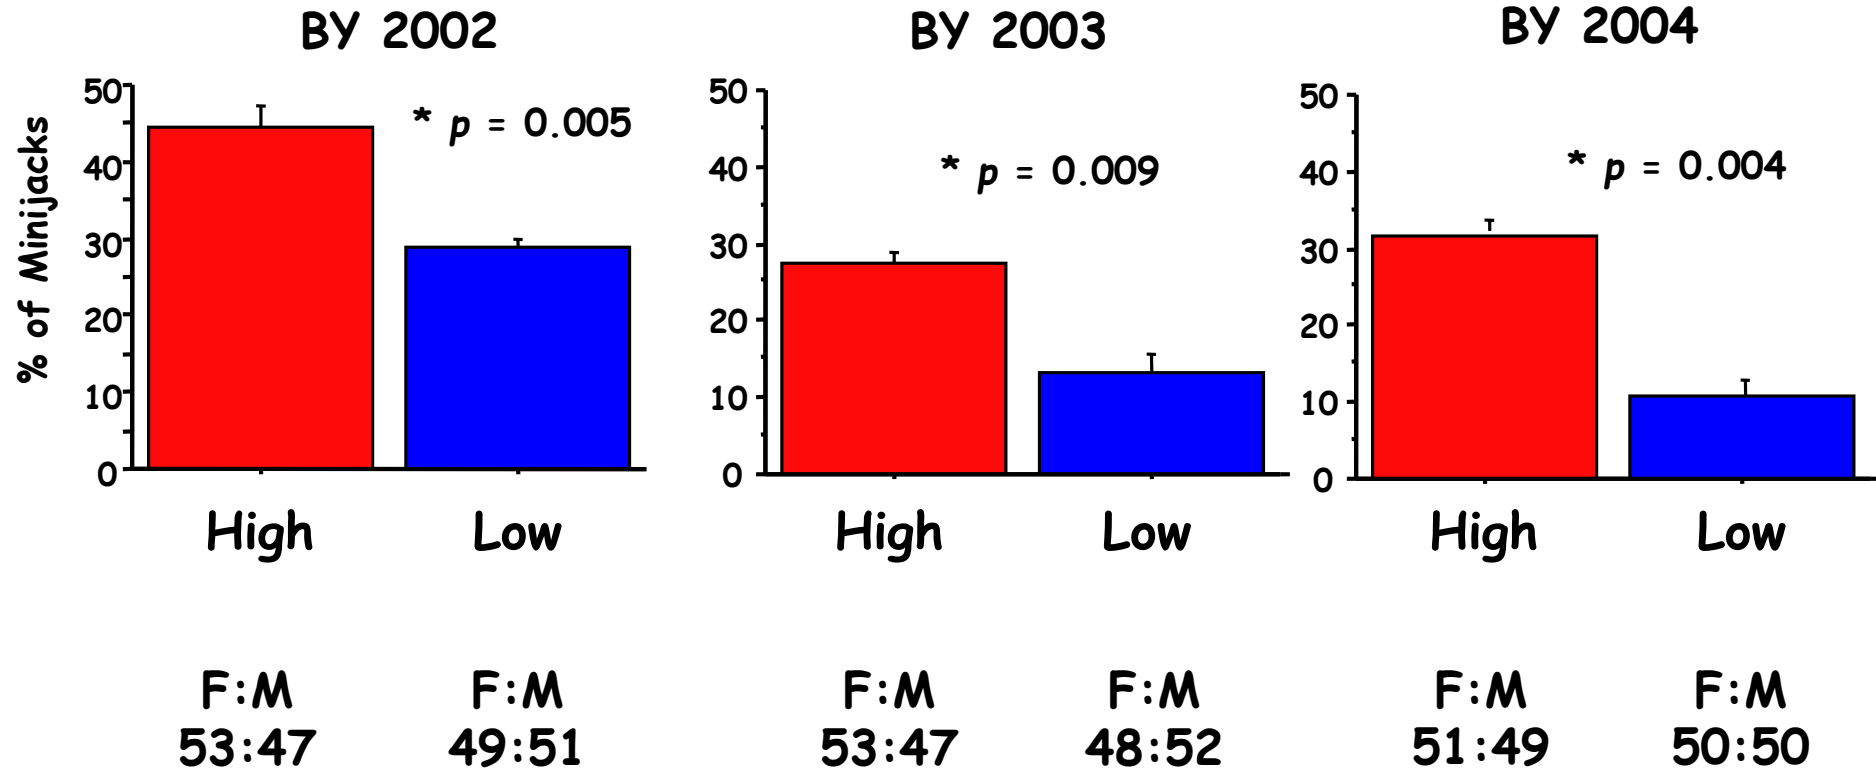 BY 2002
% of Minijacks
50
40
30
20
10
0
* p = 0.005
High Low
F:M F:M
53:47 49:51
BY 2003
50
40
30
20
10
0
* p = 0.009
High Low
F:M F:M
53:47 48:52
BY 2004
50
40
30
20
10
0
* p = 0.004
High Low
F:M F:M
51:49 50:50